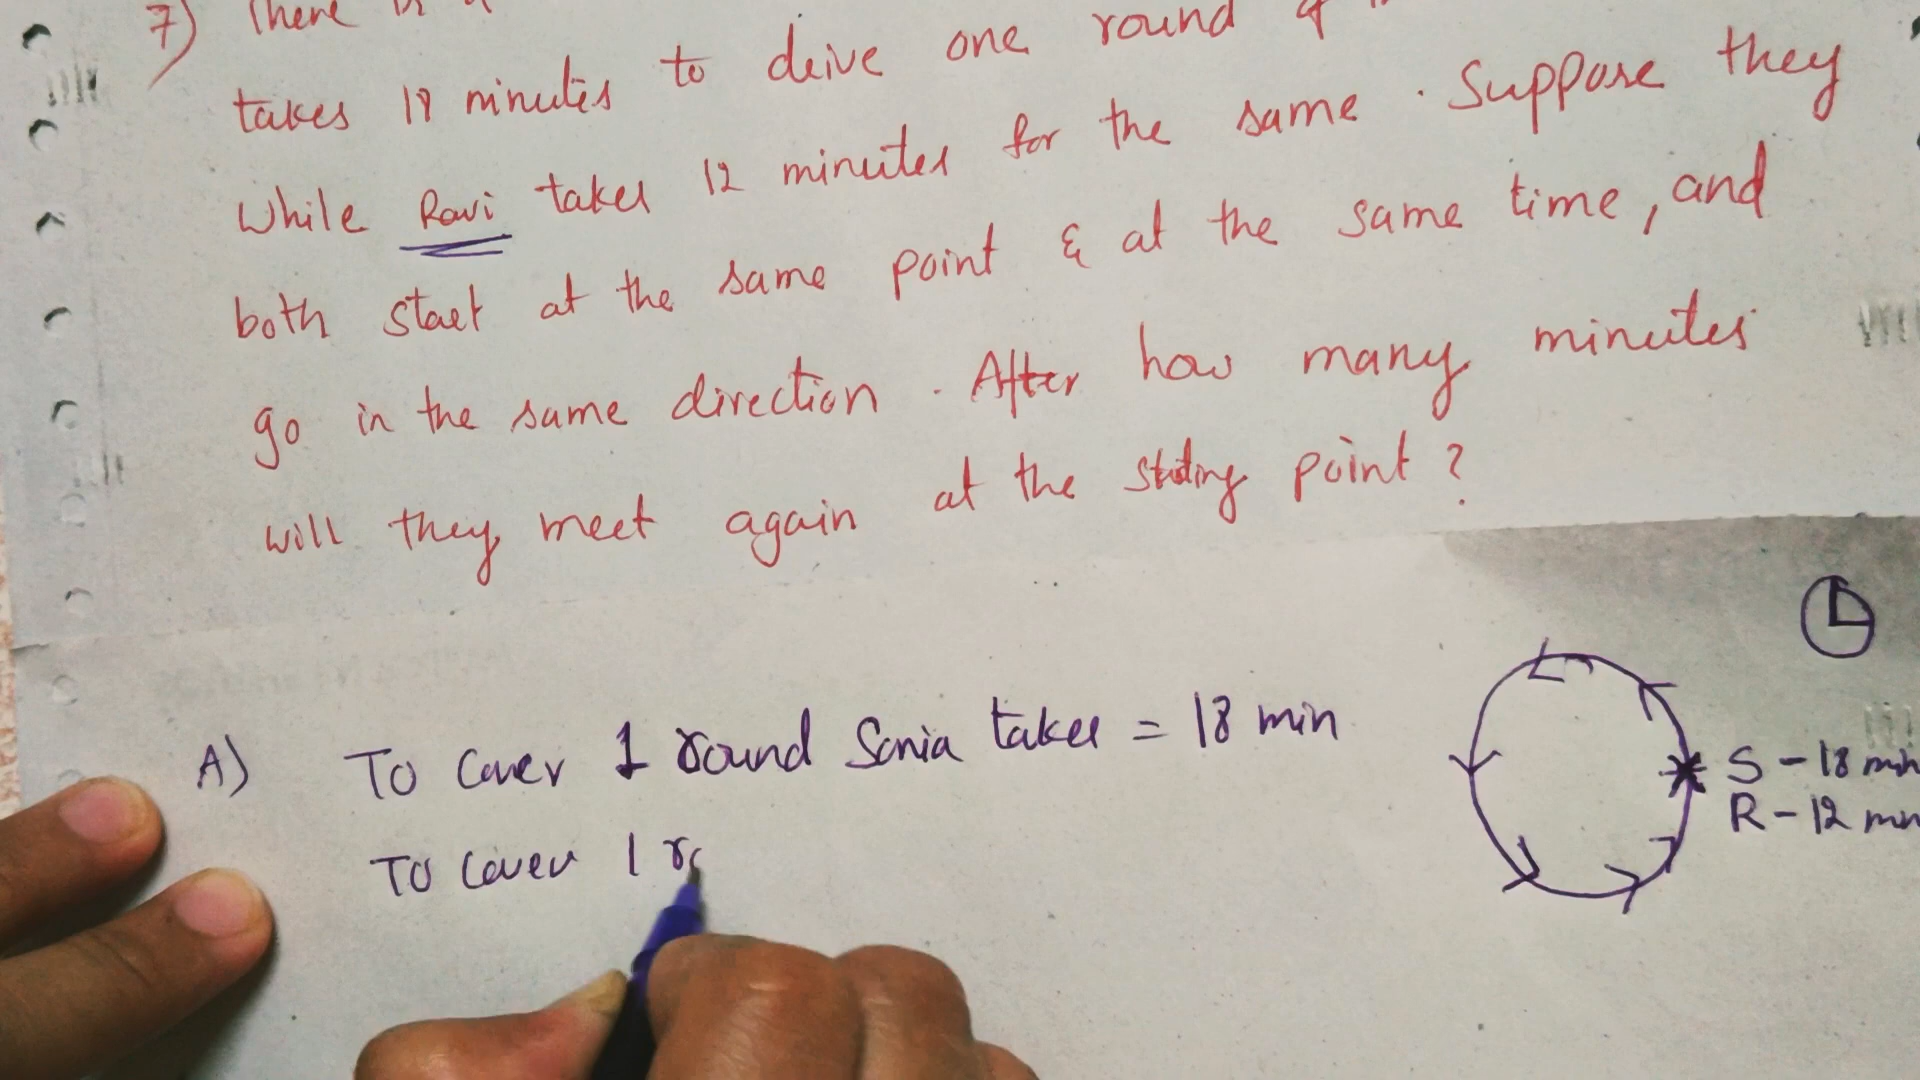 7) There is a
takes 18 minutes to drive one round of
While Ravi takes 12 minutes for the same. Suppose they
both start at the same point & at the same time, and
go in the same direction. After how many minutes
will they meet again at the starting point?
A) To cover 1 round Sonia takes = 18 min
To cover 1 ro
S - 18 min
R - 12 min